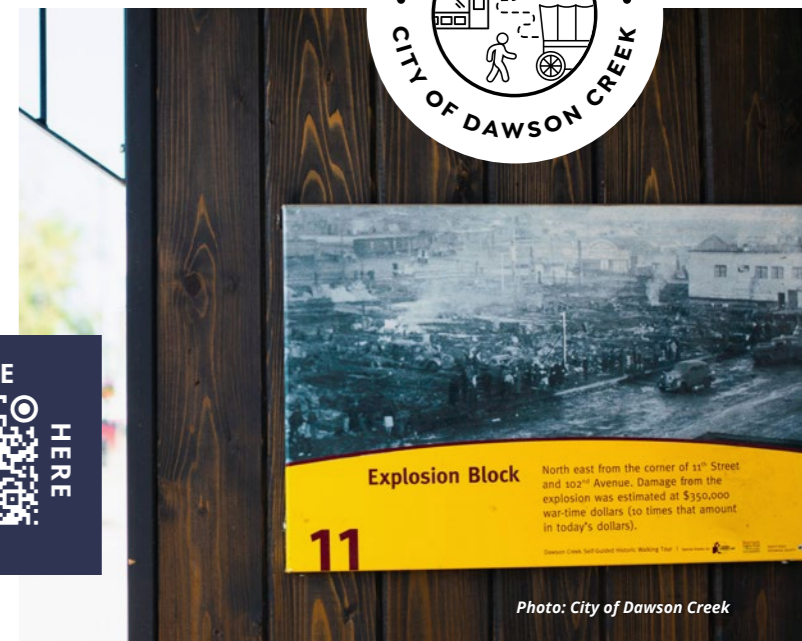 CITY OF DAWSON CREEK
E
HERE
Explosion Block
North east from the corner of 11th Street
and 102nd Avenue. Damage from the
explosion was estimated at $350,000
war-time dollars (10 times that amount
in today's dollars).
11
Dawson Creek Self-Guided Historic Walking Tour
Photo: City of Dawson Creek